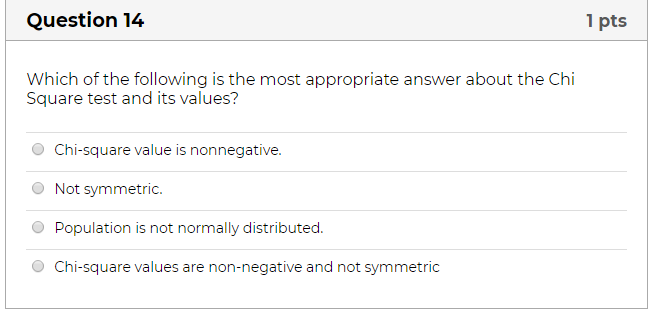 Question 14
1 pts
Which of the following is the most appropriate answer about the Chi
Square test and its values?
Chi-square value is nonnegative.
Not symmetric.
Population is not normally distributed.
Chi-square values are non-negative and not symmetric